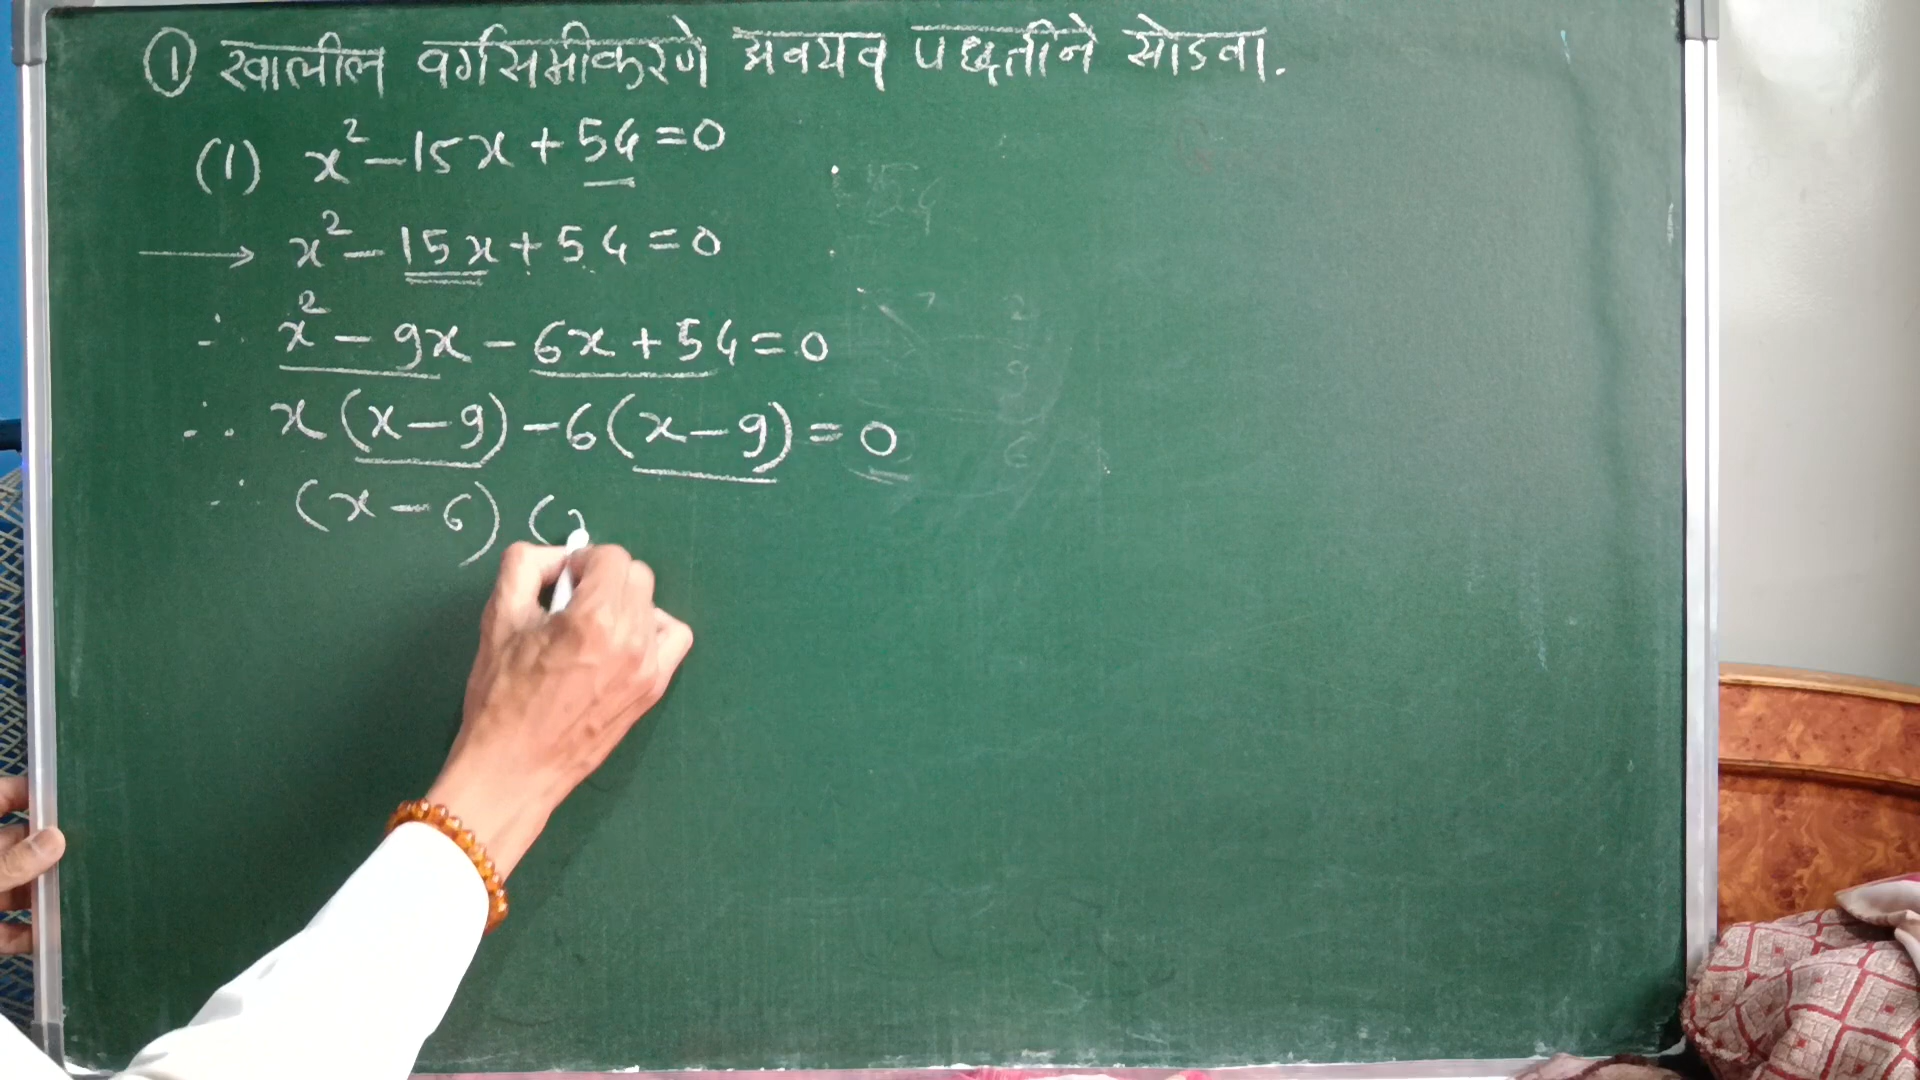 ① खालील वर्गसमीकरणे अवयव पद्धतीने सोडवा.
(1) x² - 15x + 54 = 0
→ x² - 15x + 54 = 0
∴ x² - 9x - 6x + 54 = 0
∴ x (x - 9) - 6 (x - 9) = 0
∴ (x - 6) (